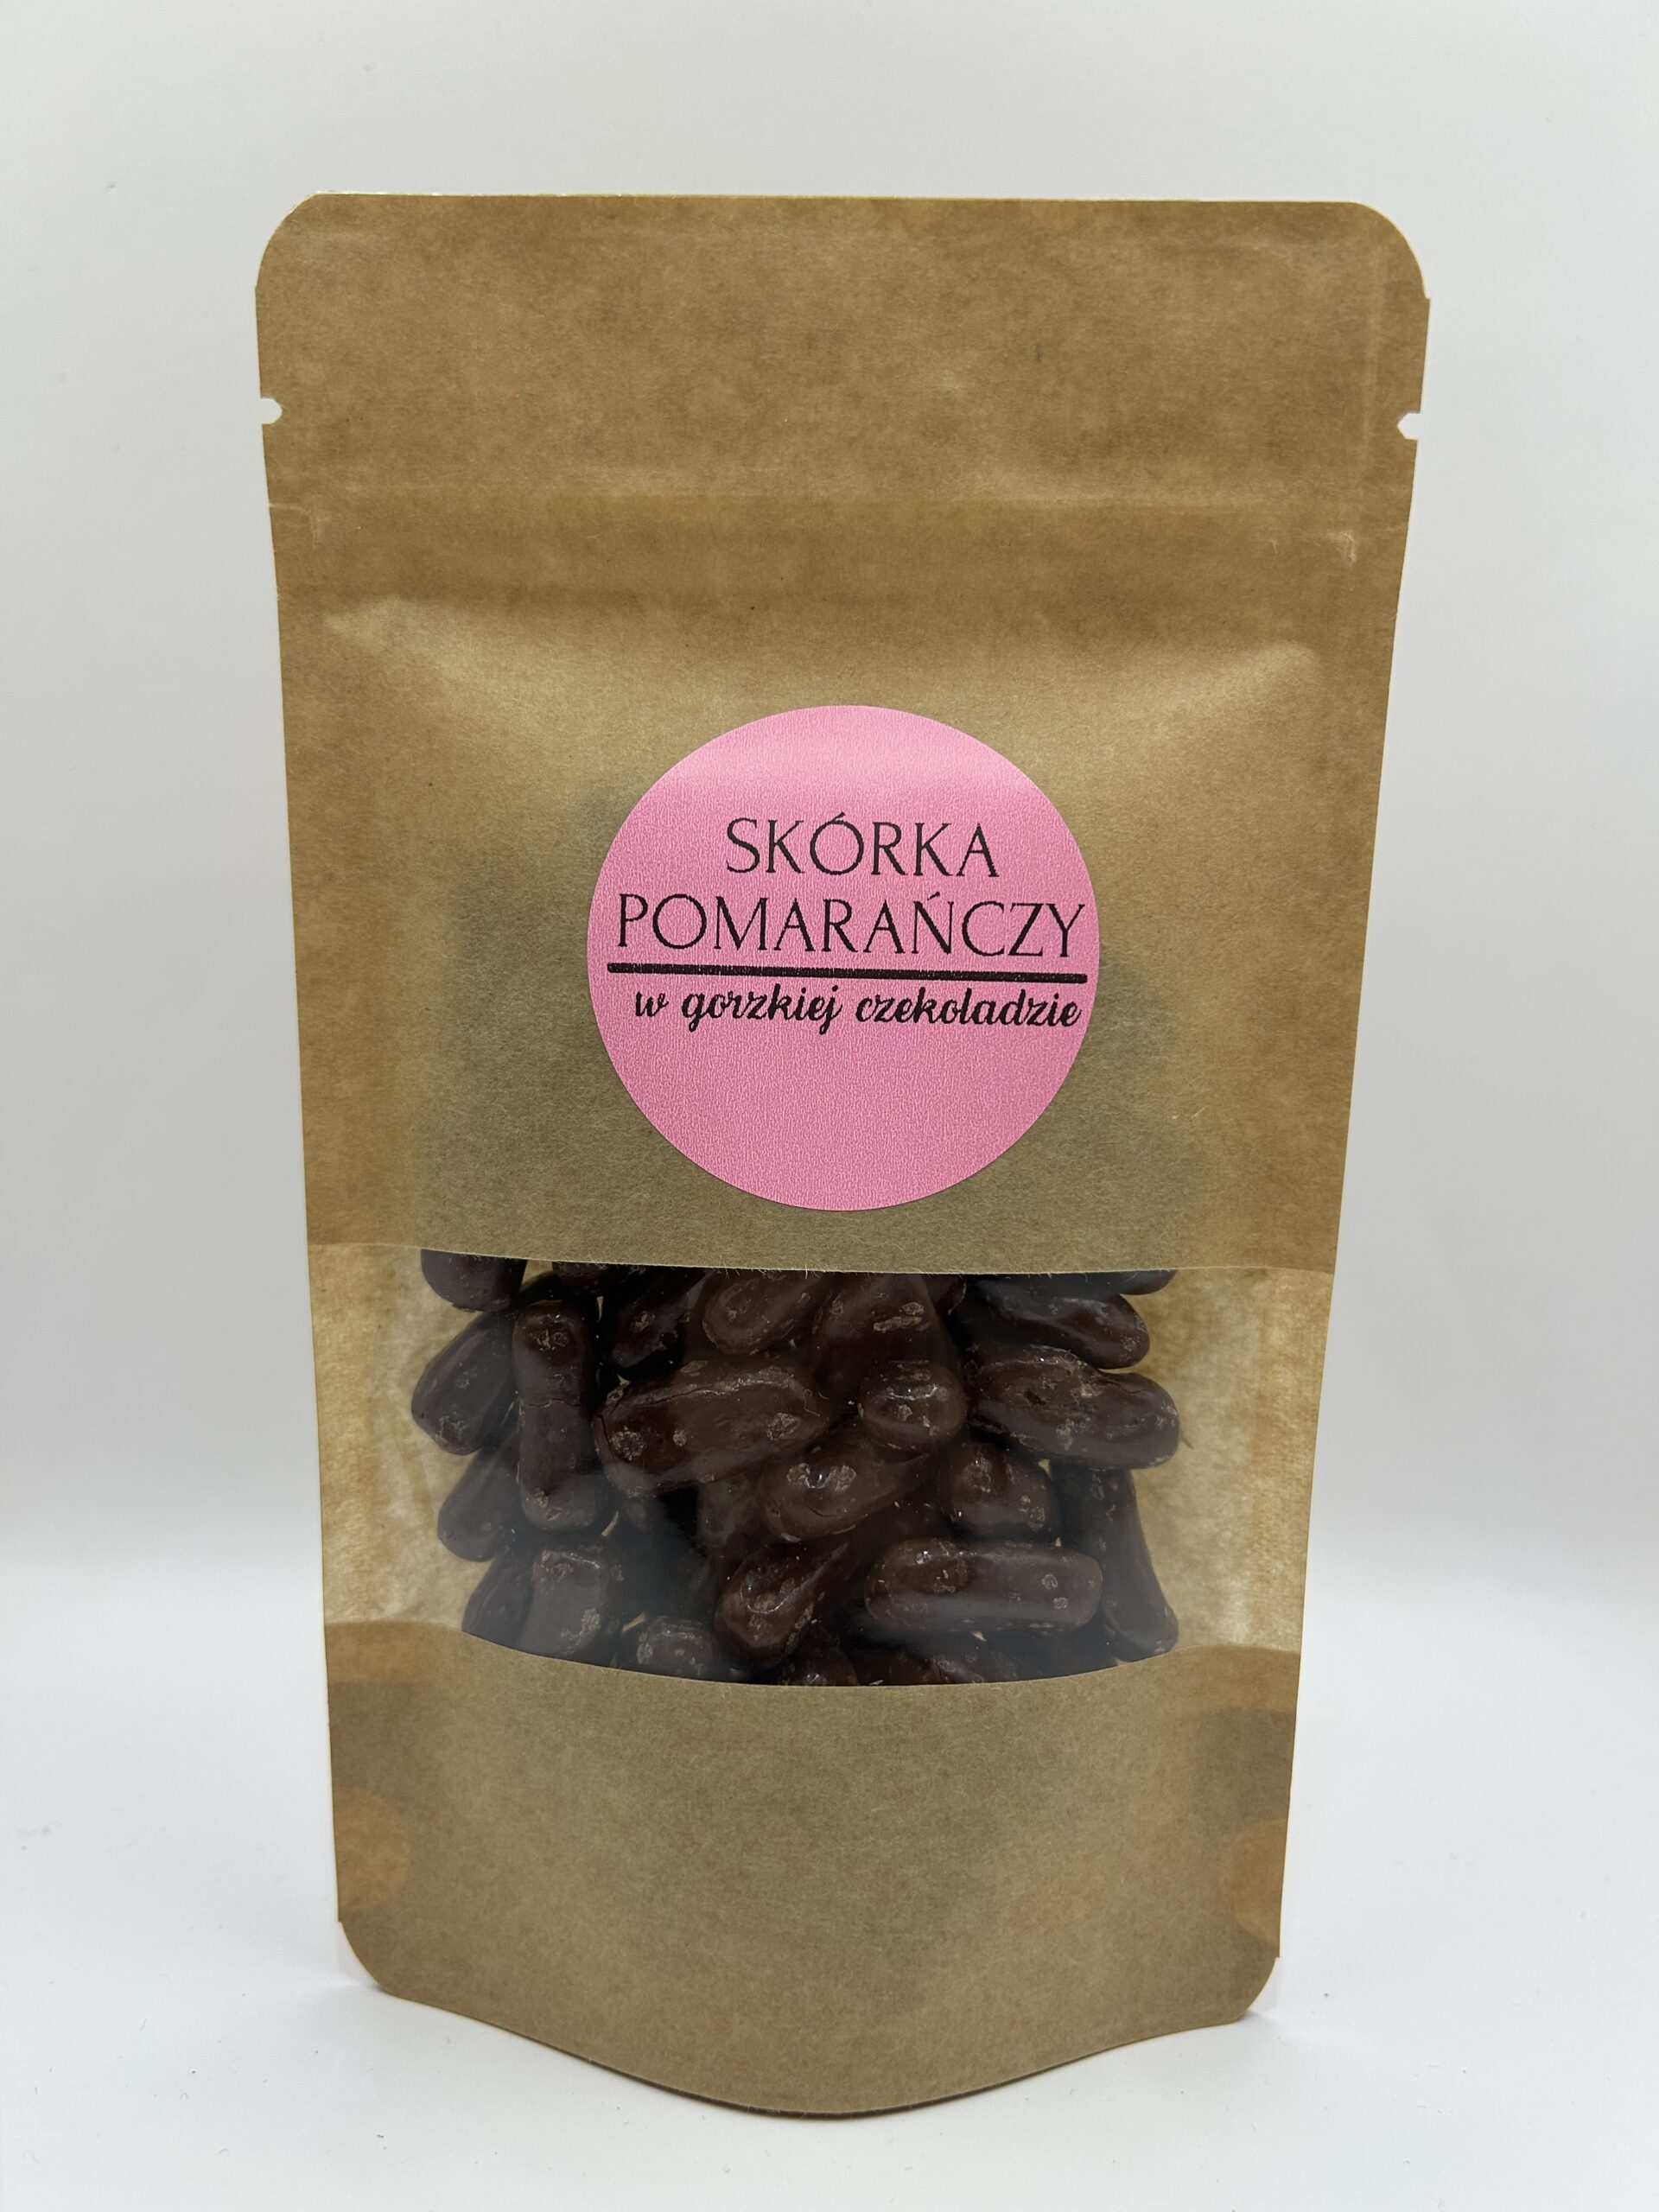 SKÓRKA
POMARAŃCZY
w gorzkiej czekoladzie